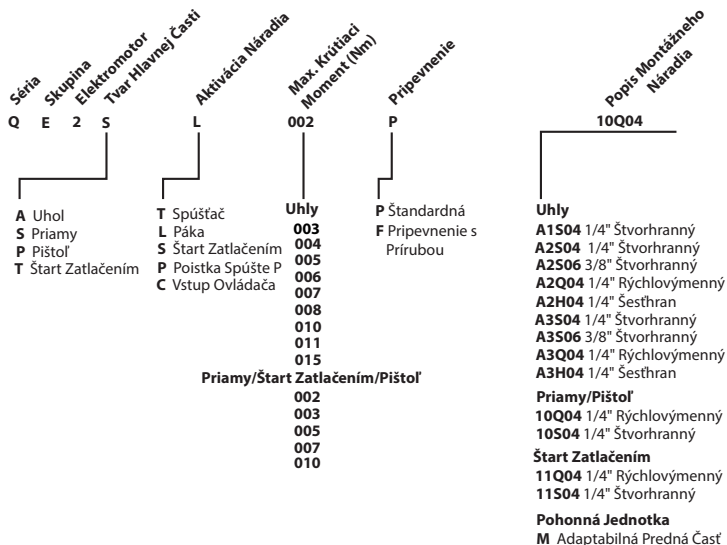 Séria
Skupina
Elektromotor
Tvar Hlavnej Časti
Aktivácia Náradia
Max. Krútiaci
Moment (Nm)
Pripevnenie
Popis Montážneho
Náradia
Q E 2 S L 002 P 10Q04
A Uhol
S Priamy
P Pištoľ
T Štart Zatlačením
T Spúšťač
L Páka
S Štart Zatlačením
P Poistka Spúšte P
C Vstup Ovládača
Uhly
003
004
005
006
007
008
010
011
015
Priamy/Štart Zatlačením/Pištoľ
002
003
005
007
010
P Štandardná
F Pripevnenie s
Prírubou
Uhly
A1S04 1/4" Štvorhranný
A2S04 1/4" Štvorhranný
A2S06 3/8" Štvorhranný
A2Q04 1/4" Rýchlovýmenný
A2H04 1/4" Šesťhran
A3S04 1/4" Štvorhranný
A3S06 3/8" Štvorhranný
A3Q04 1/4" Rýchlovýmenný
A3H04 1/4" Šesťhran
Priamy/Pištoľ
10Q04 1/4" Rýchlovýmenný
10S04 1/4" Štvorhranný
Štart Zatlačením
11Q04 1/4" Rýchlovýmenný
11S04 1/4" Štvorhranný
Pohonná Jednotka
M Adaptabilná Predná Časť